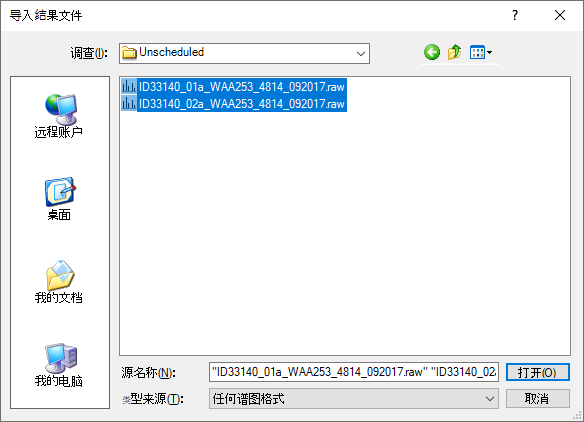 导入结果文件
调查(I):
Unscheduled
ID33140_01a_WAA253_4814_092017.raw
ID33140_02a_WAA253_4814_092017.raw
远程账户
桌面
我的文档
我的电脑
源名称(N):
"ID33140_01a_WAA253_4814_092017.raw" "ID33140_02a
打开(O)
类型来源(T):
任何谱图格式
取消